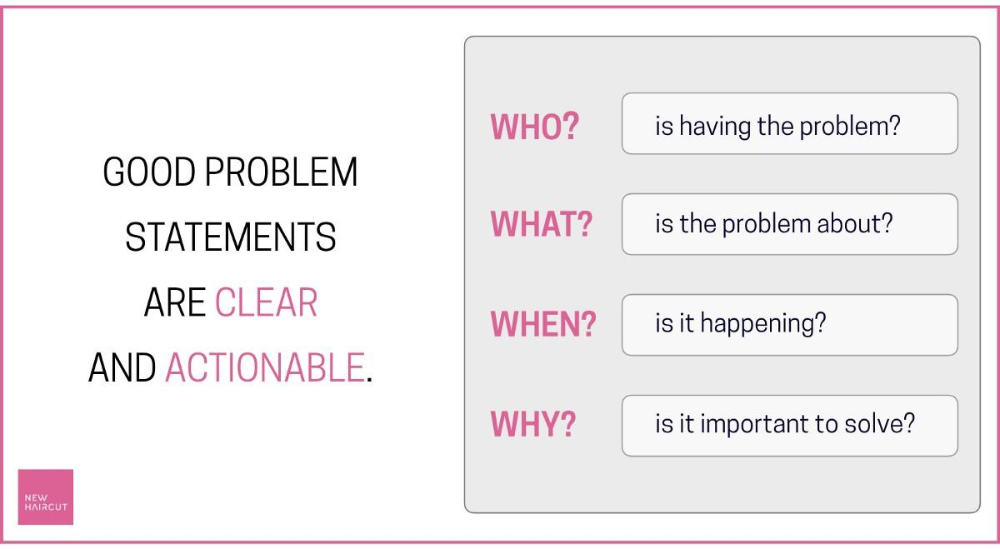 GOOD PROBLEM
STATEMENTS
ARE CLEAR
AND ACTIONABLE.
WHO? is having the problem?
WHAT? is the problem about?
WHEN? is it happening?
WHY? is it important to solve?
NEW
HAIRCUT